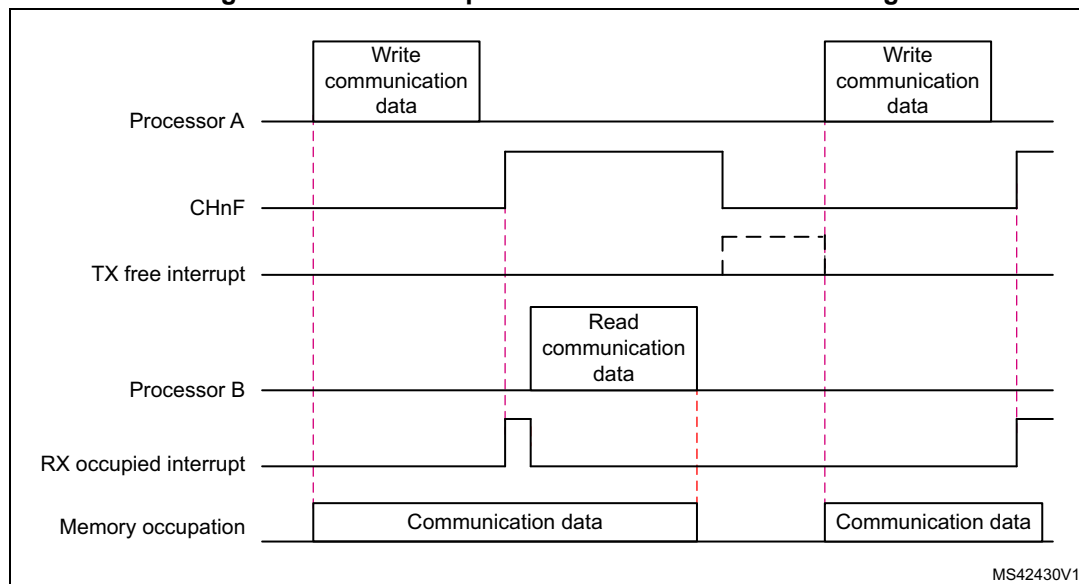 Write
communication
data
Write
communication
data
Processor A
CHnF
TX free interrupt
Read
communication
data
Processor B
RX occupied interrupt
Memory occupation
Communication data
Communication data
MS42430V1